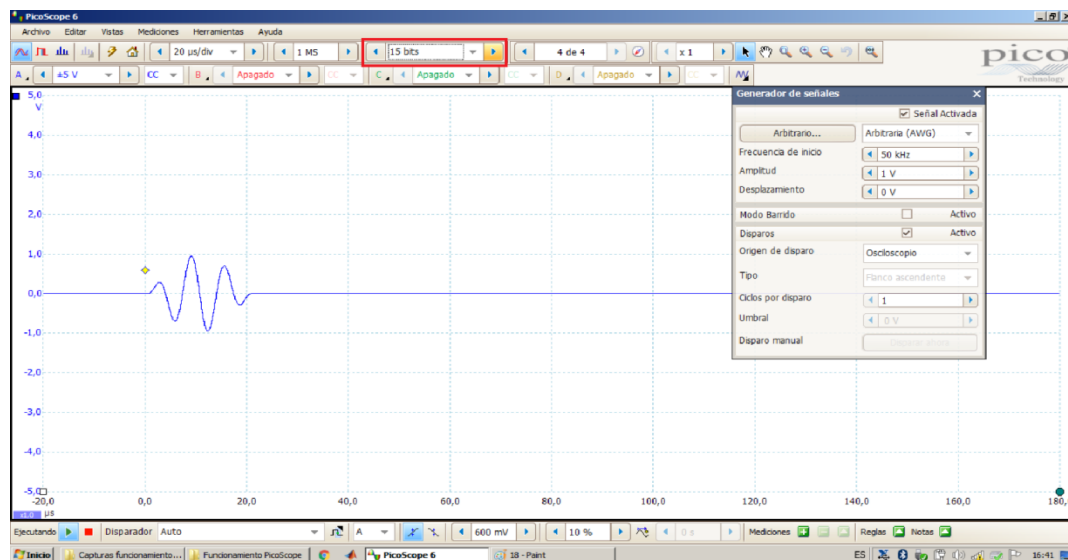 PicoScope 6
Archivo Editar Vistas Mediciones Herramientas Ayuda
20 µs/div 1 MS 15 bits 4 de 4 x 1
pico
Technology
A ±5 V CC B Apagado CC C Apagado CC D Apagado CC
Generador de señales
Señal Activada
Arbitrario... Arbitraria (AWG)
Frecuencia de inicio 50 kHz
Amplitud 1 V
Desplazamiento 0 V
Modo Barrido Activo
Disparos Activo
Origen de disparo Osciloscopio
Tipo Flanco ascendente
Ciclos por disparo 1
Umbral 0 V
Disparo manual
5,0
V
4,0
3,0
2,0
1,0
0,0
-1,0
-2,0
-3,0
-4,0
-5,0
-20,0 0,0 20,0 40,0 60,0 80,0 100,0 120,0 140,0 160,0 180,
x1,0 µs
Ejecutando Disparador Auto A 600 mV 10 % 0 s Mediciones Reglas Notas
Inicio Capturas funcionamiento... Funcionamiento PicoScope PicoScope 6 18 - Paint ES 16:41